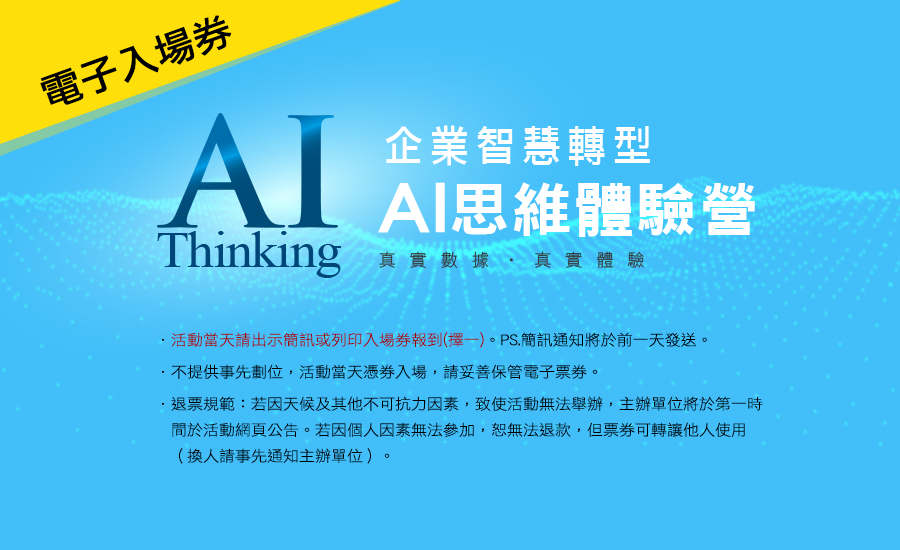 電子入場券
AI
Thinking
企業智慧轉型
AI思維體驗營
真實數據・真實體驗
・活動當天請出示簡訊或列印入場券報到(擇一)。PS.簡訊通知將於前一天發送。
・不提供事先劃位，活動當天憑券入場，請妥善保管電子票券。
・退票規範：若因天候及其他不可抗力因素，致使活動無法舉辦，主辦單位將於第一時
間於活動網頁公告。若因個人因素無法參加，恕無法退款，但票券可轉讓他人使用
（換人請事先通知主辦單位）。